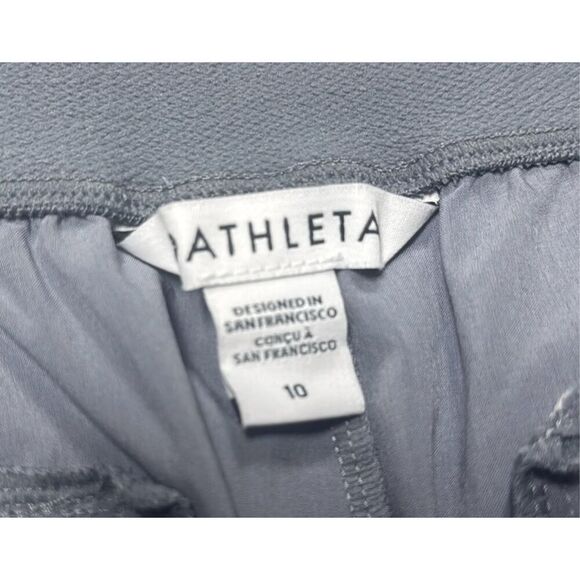 ATHLETA
DESIGNED IN
SAN FRANCISCO
CONÇU À
SAN FRANCISCO
10